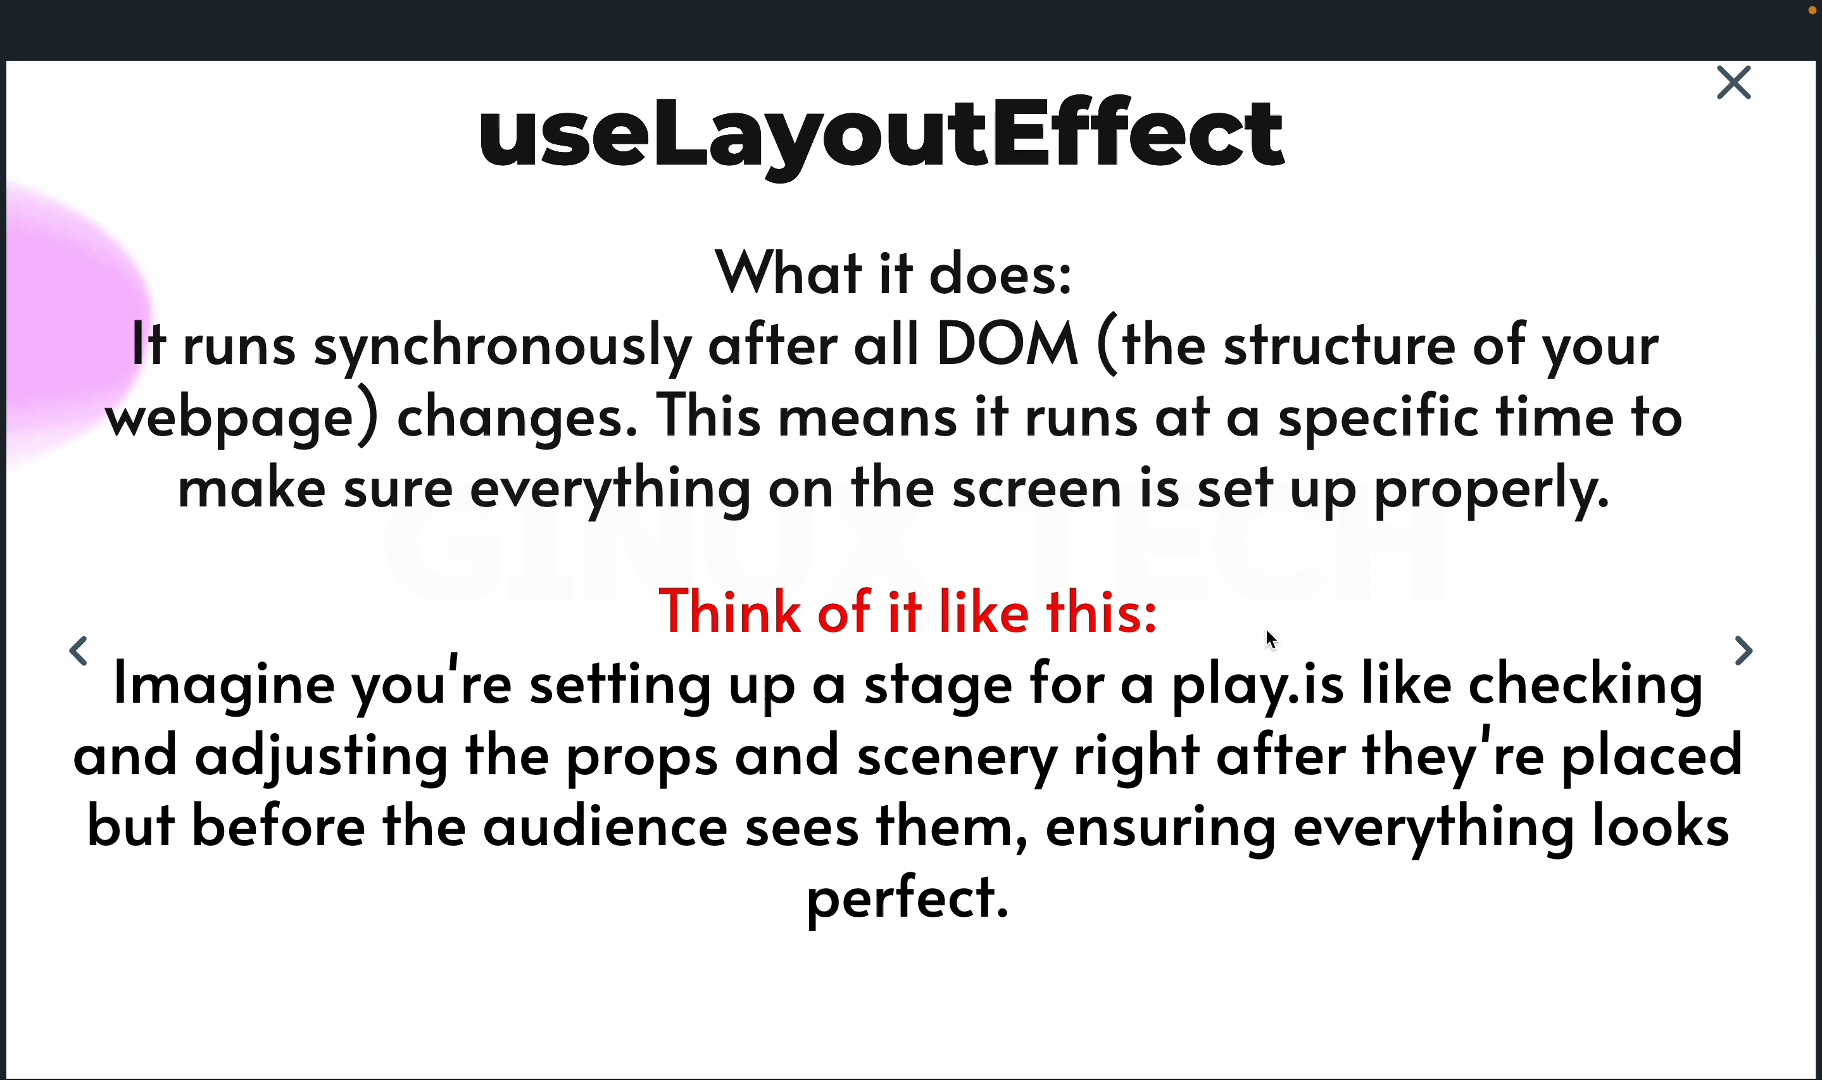 useLayoutEffect
What it does:
It runs synchronously after all DOM (the structure of your
webpage) changes. This means it runs at a specific time to
make sure everything on the screen is set up properly.
GINUX TECH
Think of it like this:
Imagine you're setting up a stage for a play.is like checking
and adjusting the props and scenery right after they're placed
but before the audience sees them, ensuring everything looks
perfect.